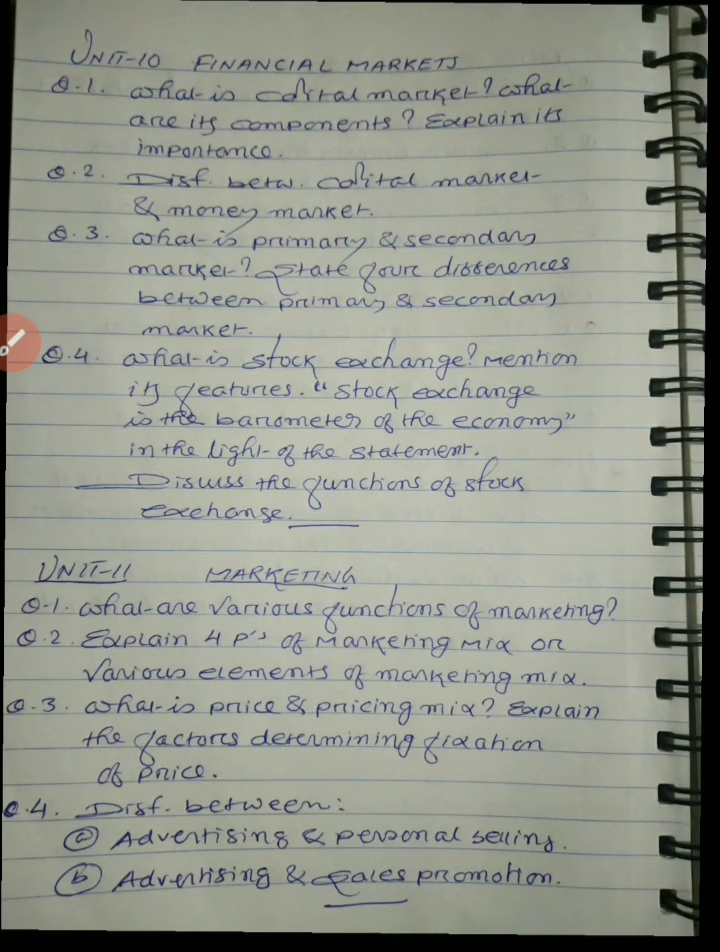 UNIT-10 FINANCIAL MARKETS
Q.1. What is capital market? What
are its components? Explain its
importance.
Q.2. Dist. betw. capital market
& money market.
Q.3. What is primary & secondary
market? State four differences
between primary & secondary
market.
Q.4. What is stock exchange? Mention
its features. "Stock exchange
is the barometer of the economy"
in the light of the statement.
Discuss the functions of stock
exchange.
UNIT-11 MARKETING
Q.1. What are various functions of marketing?
Q.2. Explain 4 P's of Marketing Mix or
various elements of marketing mix.
Q.3. What is price & pricing mix? Explain
the factors determining fixation
of price.
Q.4. Dist. between:
(a) Advertising & personal selling.
(b) Advertising & sales promotion.